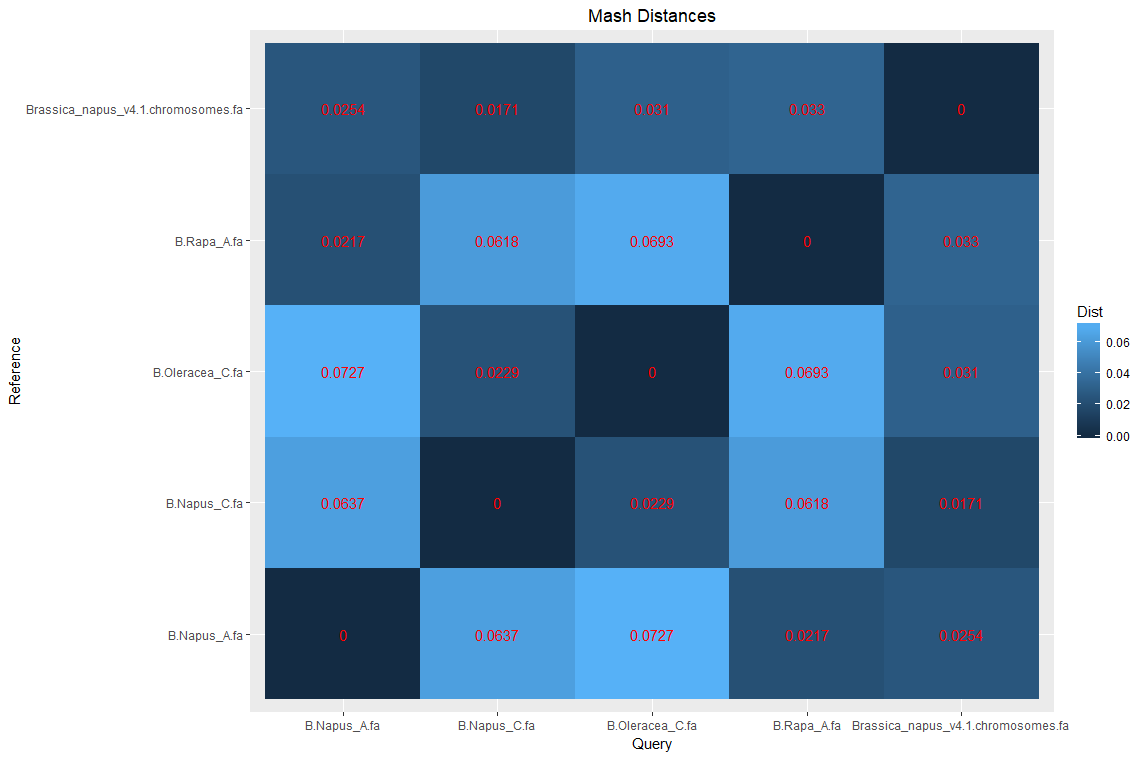 Mash Distances
Brassica_napus_v4.1.chromosomes.fa 0.0254 0.0171 0.031 0.033 0
B.Rapa_A.fa 0.0217 0.0618 0.0693 0 0.033
Dist
0.06
0.04
0.02
0.00
Reference
B.Oleracea_C.fa 0.0727 0.0229 0 0.0693 0.031
B.Napus_C.fa 0.0637 0 0.0229 0.0618 0.0171
B.Napus_A.fa 0 0.0637 0.0727 0.0217 0.0254
B.Napus_A.fa B.Napus_C.fa B.Oleracea_C.fa B.Rapa_A.fa Brassica_napus_v4.1.chromosomes.fa
Query